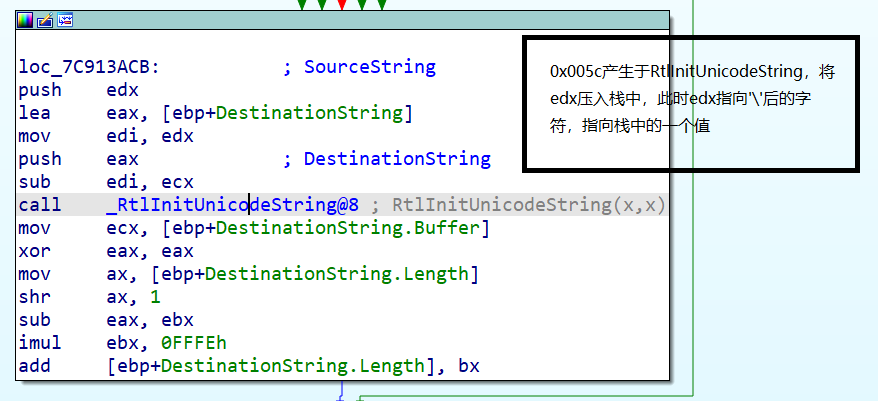 loc_7C913ACB: ; SourceString
push edx
lea eax, [ebp+DestinationString]
mov edi, edx
push eax ; DestinationString
sub edi, ecx
call _RtlInitUnicodeString@8 ; RtlInitUnicodeString(x,x)
mov ecx, [ebp+DestinationString.Buffer]
xor eax, eax
mov ax, [ebp+DestinationString.Length]
shr ax, 1
sub eax, ebx
imul ebx, 0FFFEh
add [ebp+DestinationString.Length], bx
0x005c产生于RtlInitUnicodeString，将
edx压入栈中，此时edx指向'\'后的字
符，指向栈中的一个值